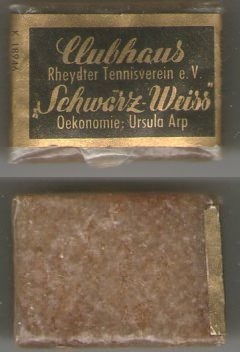 Clubhaus
Rheydter Tennisverein e.V.
„Schwarz-Weiss"
Oekonomie: Ursula Arp